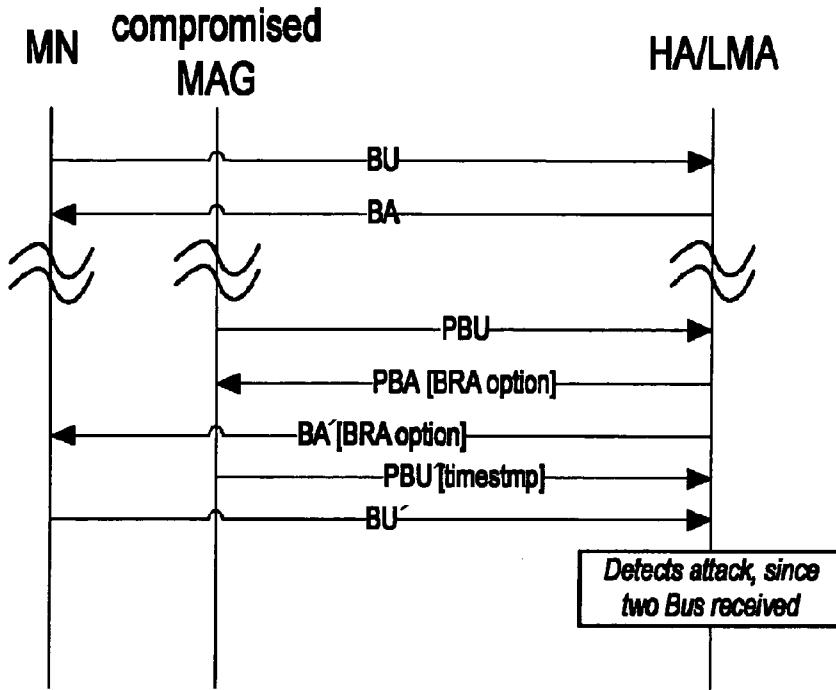 MN
compromised
MAG
HA/LMA
BU
BA
PBU
PBA [BRA option]
BA´[BRA option]
PBU´[timestmp]
BU´
Detects attack, since
two Bus received